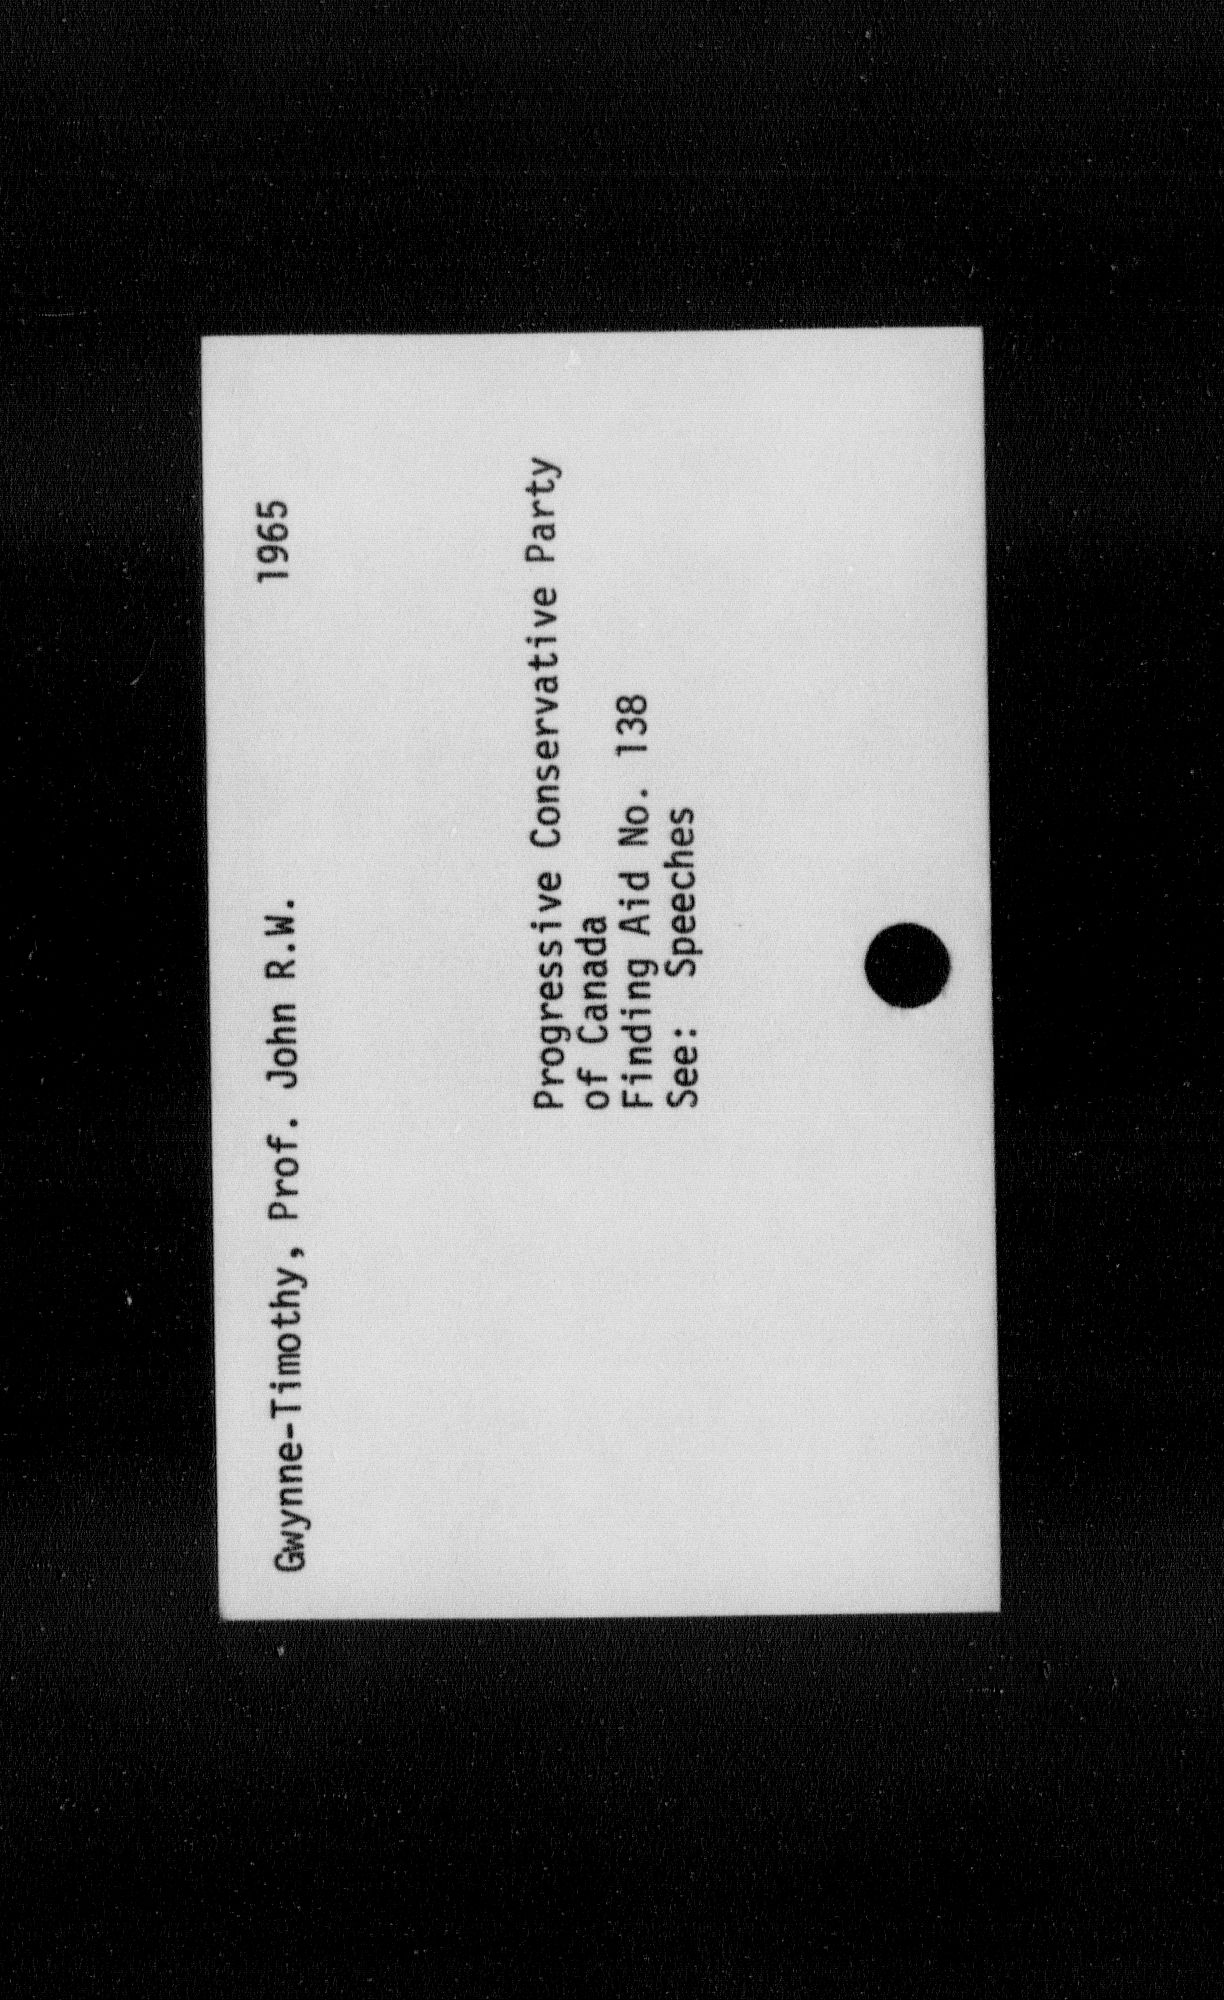 Gwynne-Timothy, Prof. John R.W. 1965
Progressive Conservative Party
of Canada
Finding Aid No. 138
See: Speeches